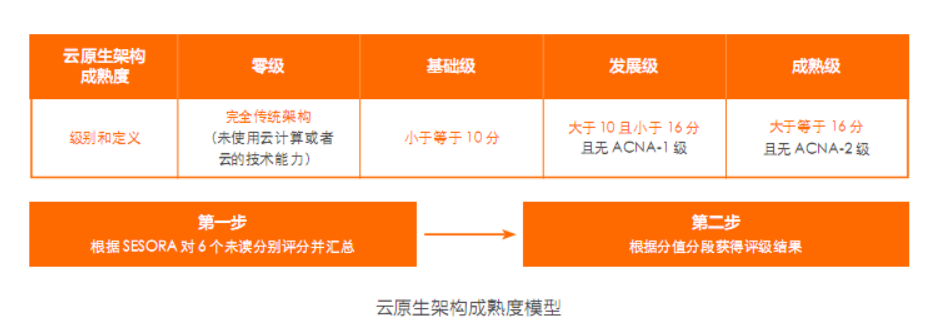 云原生架构
成熟度
零级
基础级
发展级
成熟级
级别和定义
完全传统架构
(未使用云计算或者
云的技术能力)
小于等于 10 分
大于 10 且小于 16 分
且无 ACNA-1 级
大于等于 16 分
且无 ACNA-2 级
第一步
根据 SESORA 对 6 个未读分别评分并汇总
第二步
根据分值分段获得评级结果
云原生架构成熟度模型